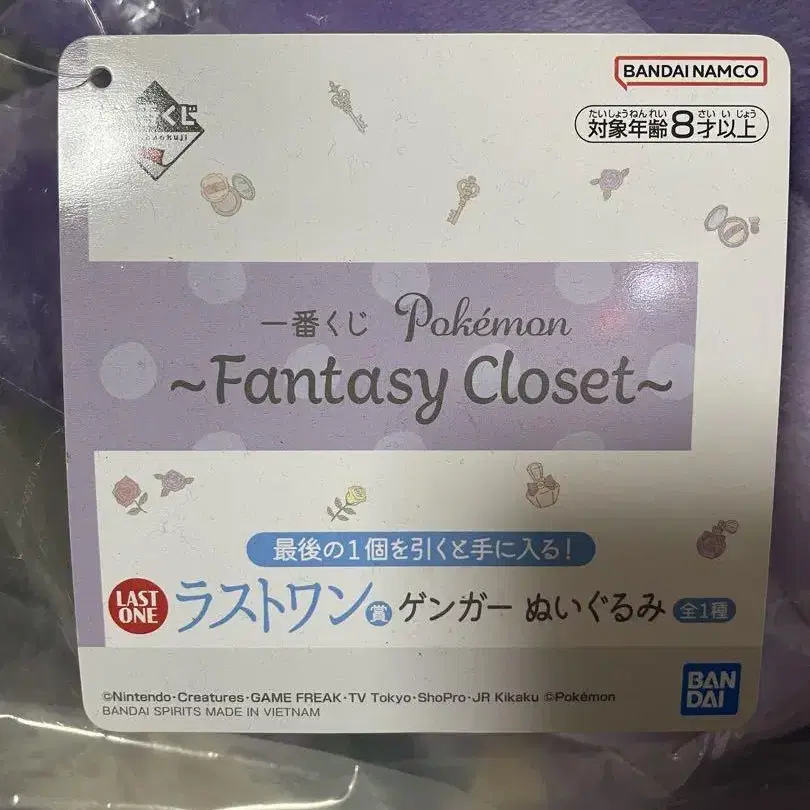 くじ
BANDAI NAMCO
たいしょうねんれい さい い じょう
対象年齢8才以上
一番くじ Pokémon
~Fantasy Closet~
最後の1個を引くと手に入る!
LAST ONE ラストワン賞 ゲンガー ぬいぐるみ 全1種
©Nintendo・Creatures・GAME FREAK・TV Tokyo・ShoPro・JR Kikaku ©Pokémon
BANDAI SPIRITS MADE IN VIETNAM
BANDAI